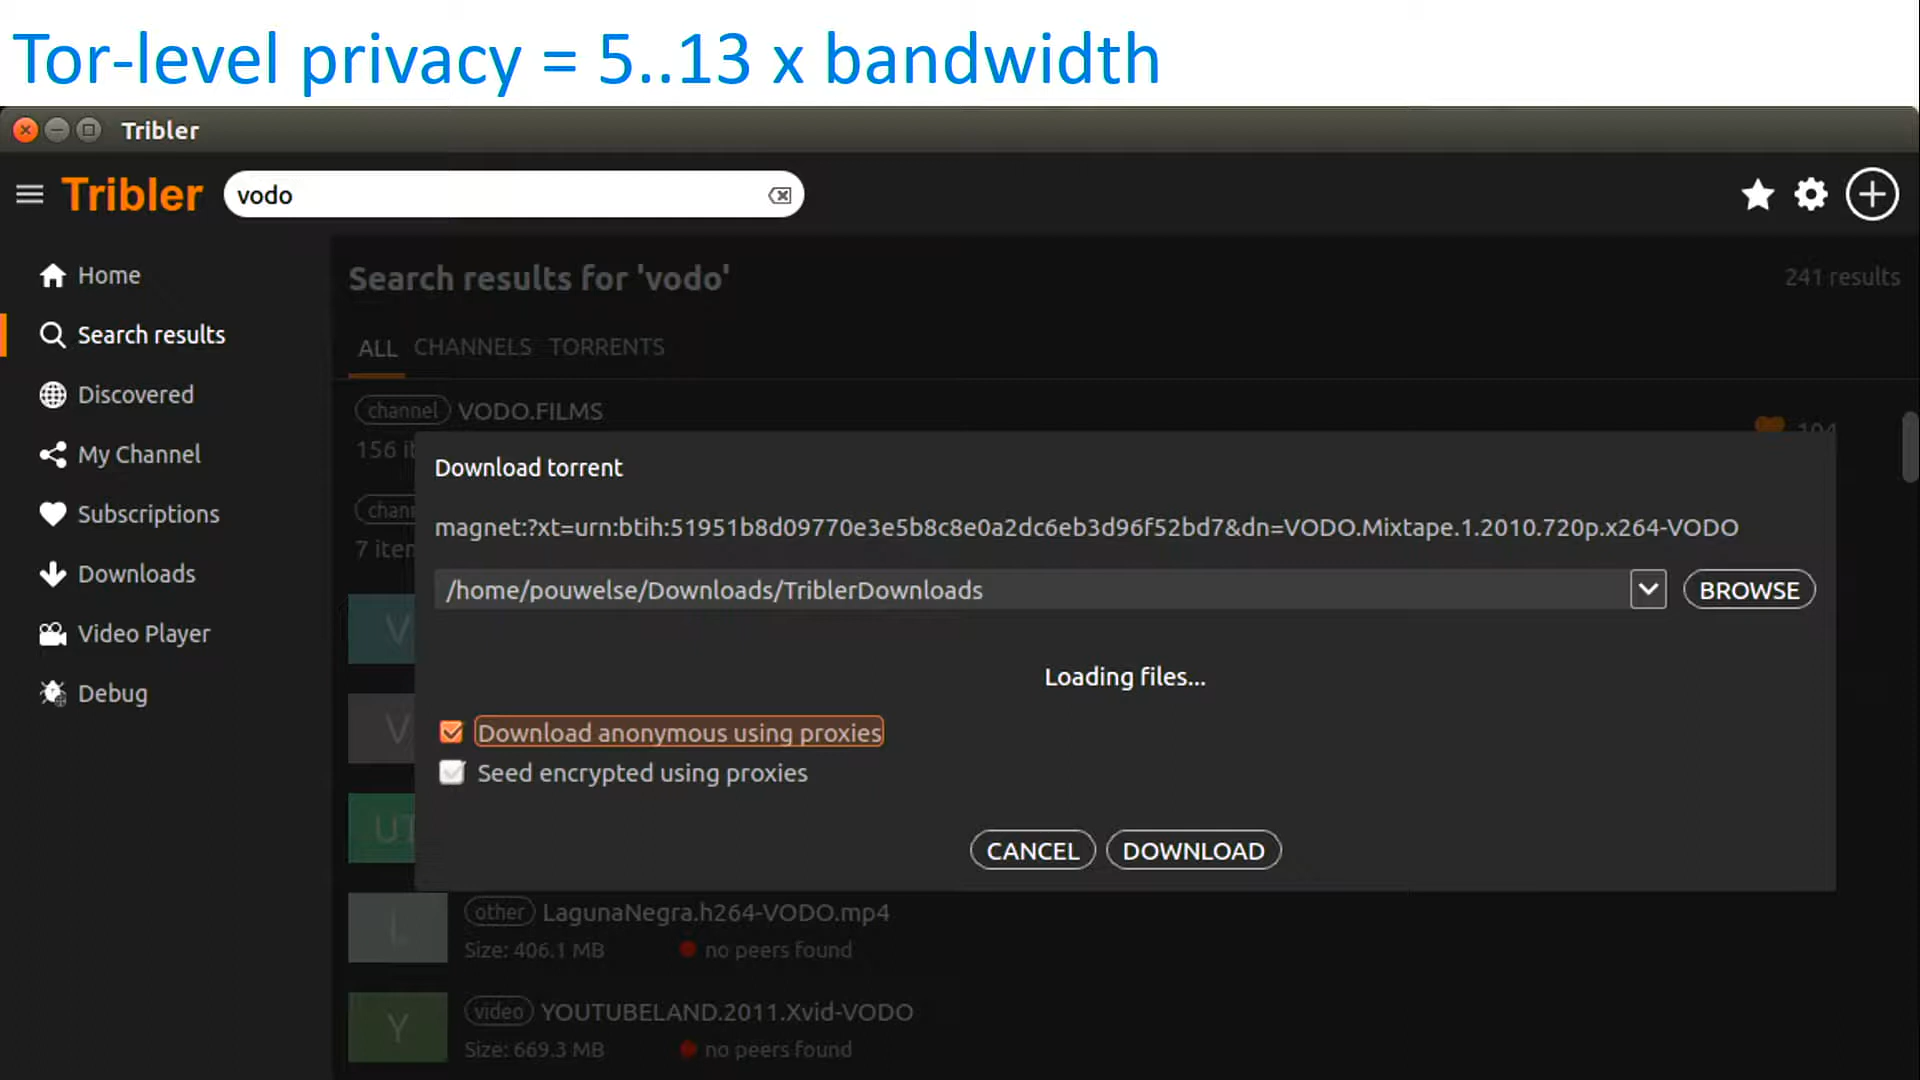 Tor-level privacy = 5..13 x bandwidth
Tribler
Tribler
vodo
Home
Search results
Discovered
My Channel
Subscriptions
Downloads
Video Player
Debug
Search results for 'vodo'
241 results
ALL CHANNELS TORRENTS
channel VODO.FILMS
104
156
7
Download torrent
magnet:?xt=urn:btih:51951b8d09770e3e5b8c8e0a2dc6eb3d96f52bd7&dn=VODO.Mixtape.1.2010.720p.x264-VODO
/home/pouwelse/Downloads/TriblerDownloads
BROWSE
Loading files...
Download anonymous using proxies
Seed encrypted using proxies
CANCEL DOWNLOAD
V
V
UT
L
other LagunaNegra.h264-VODO.mp4
Size: 406.1 MB no peers found
Y
video YOUTUBELAND.2011.Xvid-VODO
Size: 669.3 MB no peers found